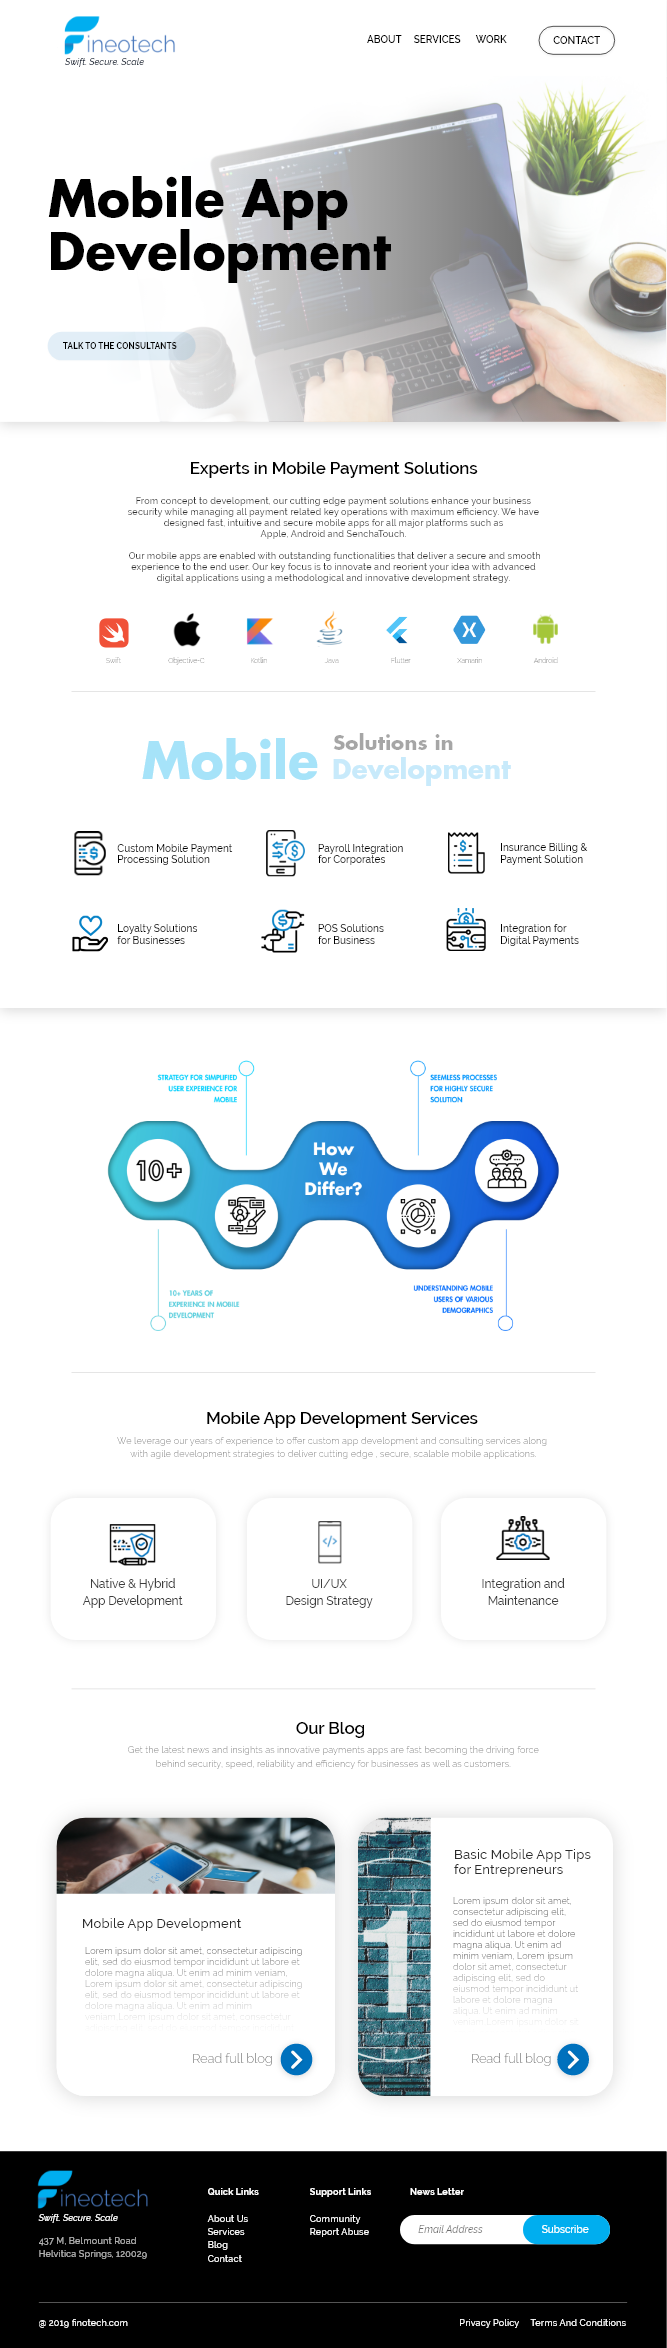 Fineotech
Swift. Secure. Scale
ABOUT SERVICES WORK CONTACT
Mobile App
Development
TALK TO THE CONSULTANTS
Experts in Mobile Payment Solutions
From concept to development, our cutting edge payment solutions enhance your business
security while managing all payment related key operations with maximum efficiency. We have
designed fast, intuitive and secure mobile apps for all major platforms such as
Apple, Android and SenchaTouch.
Our mobile apps are enabled with outstanding functionalities that deliver a secure and smooth
experience to the end user. Our key focus is to innovate and reorient your idea with advanced
digital applications using a methodological and innovative development strategy.
Swift Objective-C Kotlin Java Flutter Xamarin Android
Mobile Solutions in
Development
Custom Mobile Payment
Processing Solution
Payroll Integration
for Corporates
Insurance Billing &
Payment Solution
Loyalty Solutions
for Businesses
POS Solutions
for Business
Integration for
Digital Payments
STRATEGY FOR SIMPLIFIED
USER EXPERIENCE FOR
MOBILE
SEEMLESS PROCESSES
FOR HIGHLY SECURE
SOLUTION
10+
How
We
Differ?
10+ YEARS OF
EXPERIENCE IN MOBILE
DEVELOPMENT
UNDERSTANDING MOBILE
USERS OF VARIOUS
DEMOGRAPHICS
Mobile App Development Services
We leverage our years of experience to offer custom app development and consulting services along
with agile development strategies to deliver cutting edge , secure, scalable mobile applications.
Native & Hybrid
App Development
UI/UX
Design Strategy
Integration and
Maintenance
Our Blog
Get the latest news and insights as innovative payments apps are fast becoming the driving force
behind security, speed, reliability and efficiency for businesses as well as customers.
Mobile App Development
Lorem ipsum dolor sit amet, consectetur adipiscing
elit, sed do eiusmod tempor incididunt ut labore et
dolore magna aliqua. Ut enim ad minim veniam,
Lorem ipsum dolor sit amet, consectetur adipiscing
elit, sed do eiusmod tempor incididunt ut labore et
dolore magna aliqua. Ut enim ad minim
veniam Lorem ipsum dolor sit amet, consectetur
Read full blog
1
Basic Mobile App Tips
for Entrepreneurs
Lorem ipsum dolor sit amet,
consectetur adipiscing elit,
sed do eiusmod tempor
incididunt ut labore et dolore
magna aliqua. Ut enim ad
minim veniam, Lorem ipsum
dolor sit amet, consectetur
adipiscing elit, sed do
eiusmod tempor incididunt ut
labore et dolore magna
aliqua. Ut enim ad minim
veniam Lorem ipsum dolor sit
Read full blog
Fineotech
Swift. Secure. Scale
437 M, Belmount Road
Helvitica Springs, 120029
Quick Links
About Us
Services
Blog
Contact
Support Links
Community
Report Abuse
News Letter
Email Address Subscribe
@ 2019 finotech.com
Privacy Policy Terms And Conditions